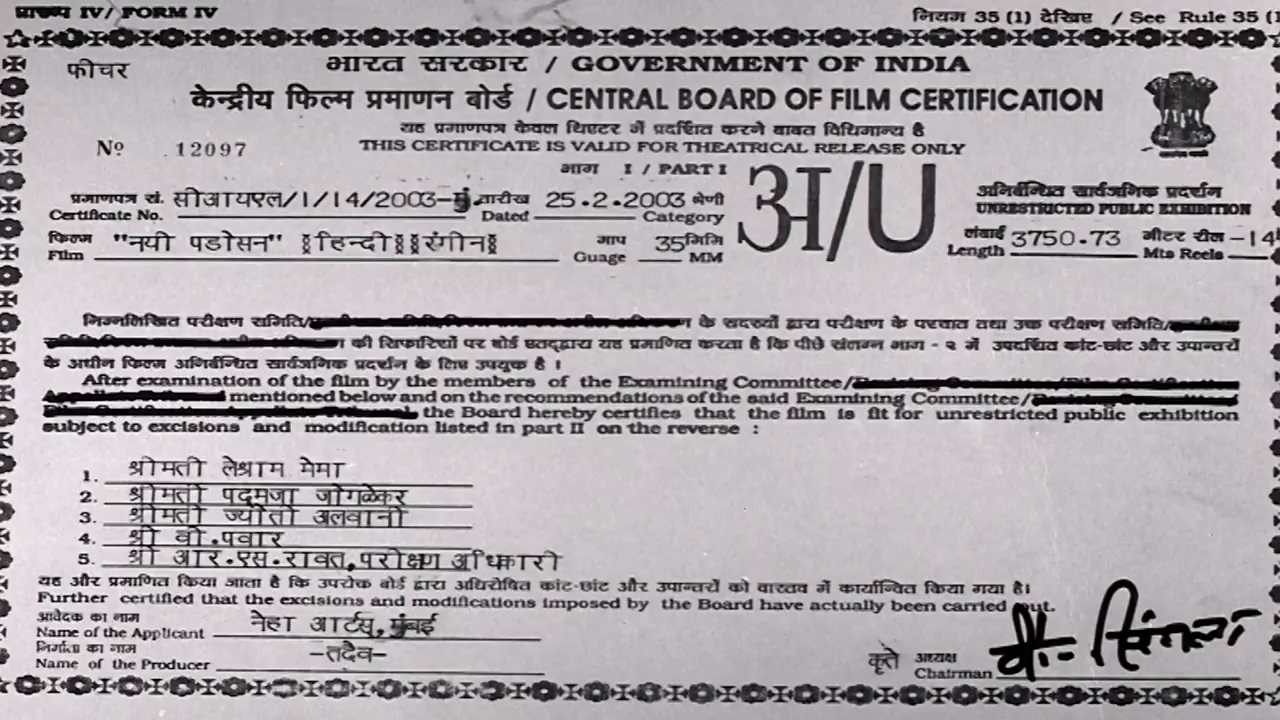 प्रारूप IV/ FORM IV
नियम 35 (1) देखिए / See Rule 35 (1
फीचर
भारत सरकार / GOVERNMENT OF INDIA
केन्द्रीय फिल्म प्रमाणन बोर्ड / CENTRAL BOARD OF FILM CERTIFICATION
यह प्रमाणपत्र केवल थिएटर में प्रदर्शित करने बाबत विधिमान्य है
Nº 12097
THIS CERTIFICATE IS VALID FOR THEATRICAL RELEASE ONLY
भाग I / PART I
प्रमाणपत्र सं. सीआयएल/1/14/2003-मुं. तारीख 25.2.2003 श्रेणी
Certificate No. Dated Category
अ/U
अनिर्बन्धित सार्वजनिक प्रदर्शन
UNRESTRICTED PUBLIC EXHIBITION
फिल्म "नयी पडोसन" हिन्दी रंगीन माप 35 मिमि
Film Guage MM
लंबाई 3750.73 मीटर रील -14
Length Mts Reels
निम्नलिखित परीक्षण समिति/ के सदस्यों द्वारा परीक्षण के पश्चात तथा उक्त परीक्षण समिति/
की सिफारिशों पर बोर्ड एतद्द्वारा यह प्रमाणित करता है कि पीछे संलग्न भाग - २ में उपदर्शित कांट-छांट और उपान्तरों
के अधीन फिल्म अनिर्बन्धित सार्वजनिक प्रदर्शन के लिए उपयुक्त है ।
After examination of the film by the members of the Examining Committee/
mentioned below and on the recommendations of the said Examining Committee/
the Board hereby certifies that the film is fit for unrestricted public exhibition
subject to excisions and modification listed in part II on the reverse :
1. श्रीमती लेश्राम मेमा
2. श्रीमती पद्मजा जोगळेकर
3. श्रीमती ज्योती अलवानी
4. श्री वी.पवार
5. श्री आर.एस.रावत,परीक्षण अधिकारी
यह और प्रमाणित किया जाता है कि उपरोक्त बोर्ड द्वारा अधिरोपित कांट-छांट और उपान्तरों को वास्तव में कार्यान्वित किया गया है।
Further certified that the excisions and modifications imposed by the Board have actually been carried out.
आवेदक का नाम नेहा आर्टस्, मुंबई
Name of the Applicant
निर्माता का नाम -तदैव-
Name of the Producer
कृते अध्यक्ष
Chairman